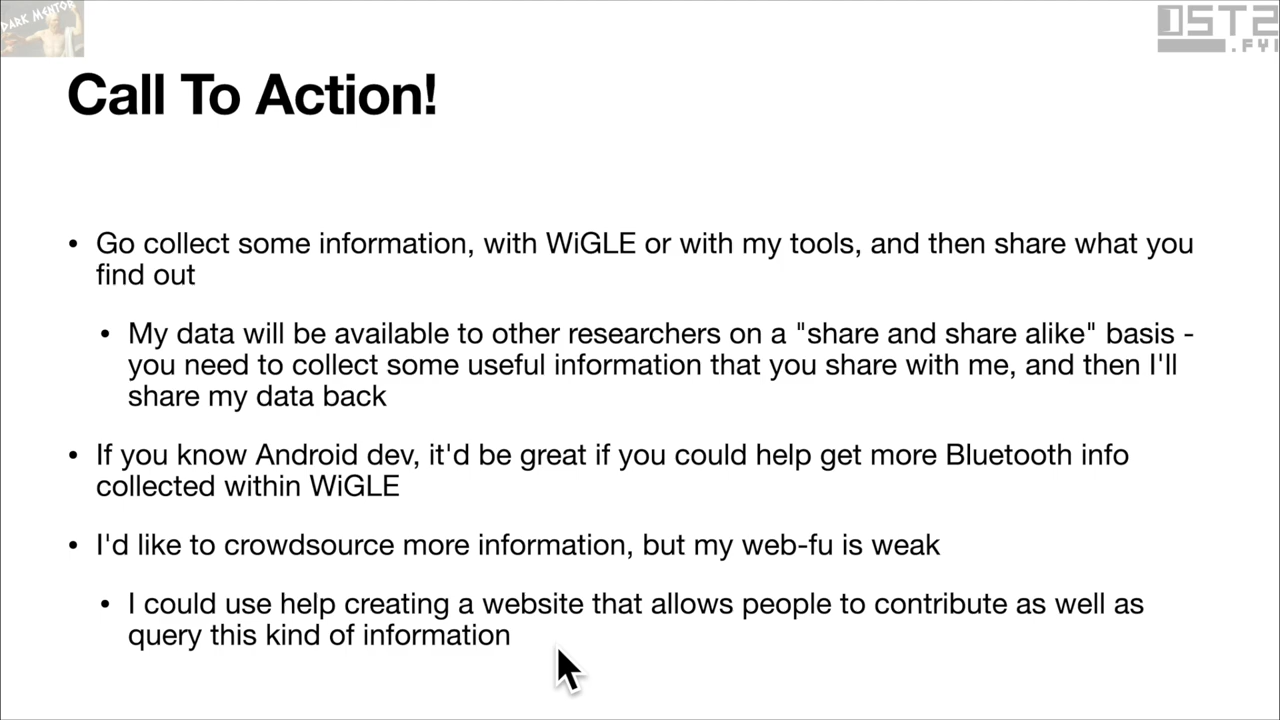 DARK MENTOR
OST2
.FYI
Call To Action!
• Go collect some information, with WiGLE or with my tools, and then share what you
find out
• My data will be available to other researchers on a "share and share alike" basis -
you need to collect some useful information that you share with me, and then I'll
share my data back
• If you know Android dev, it'd be great if you could help get more Bluetooth info
collected within WiGLE
• I'd like to crowdsource more information, but my web-fu is weak
• I could use help creating a website that allows people to contribute as well as
query this kind of information